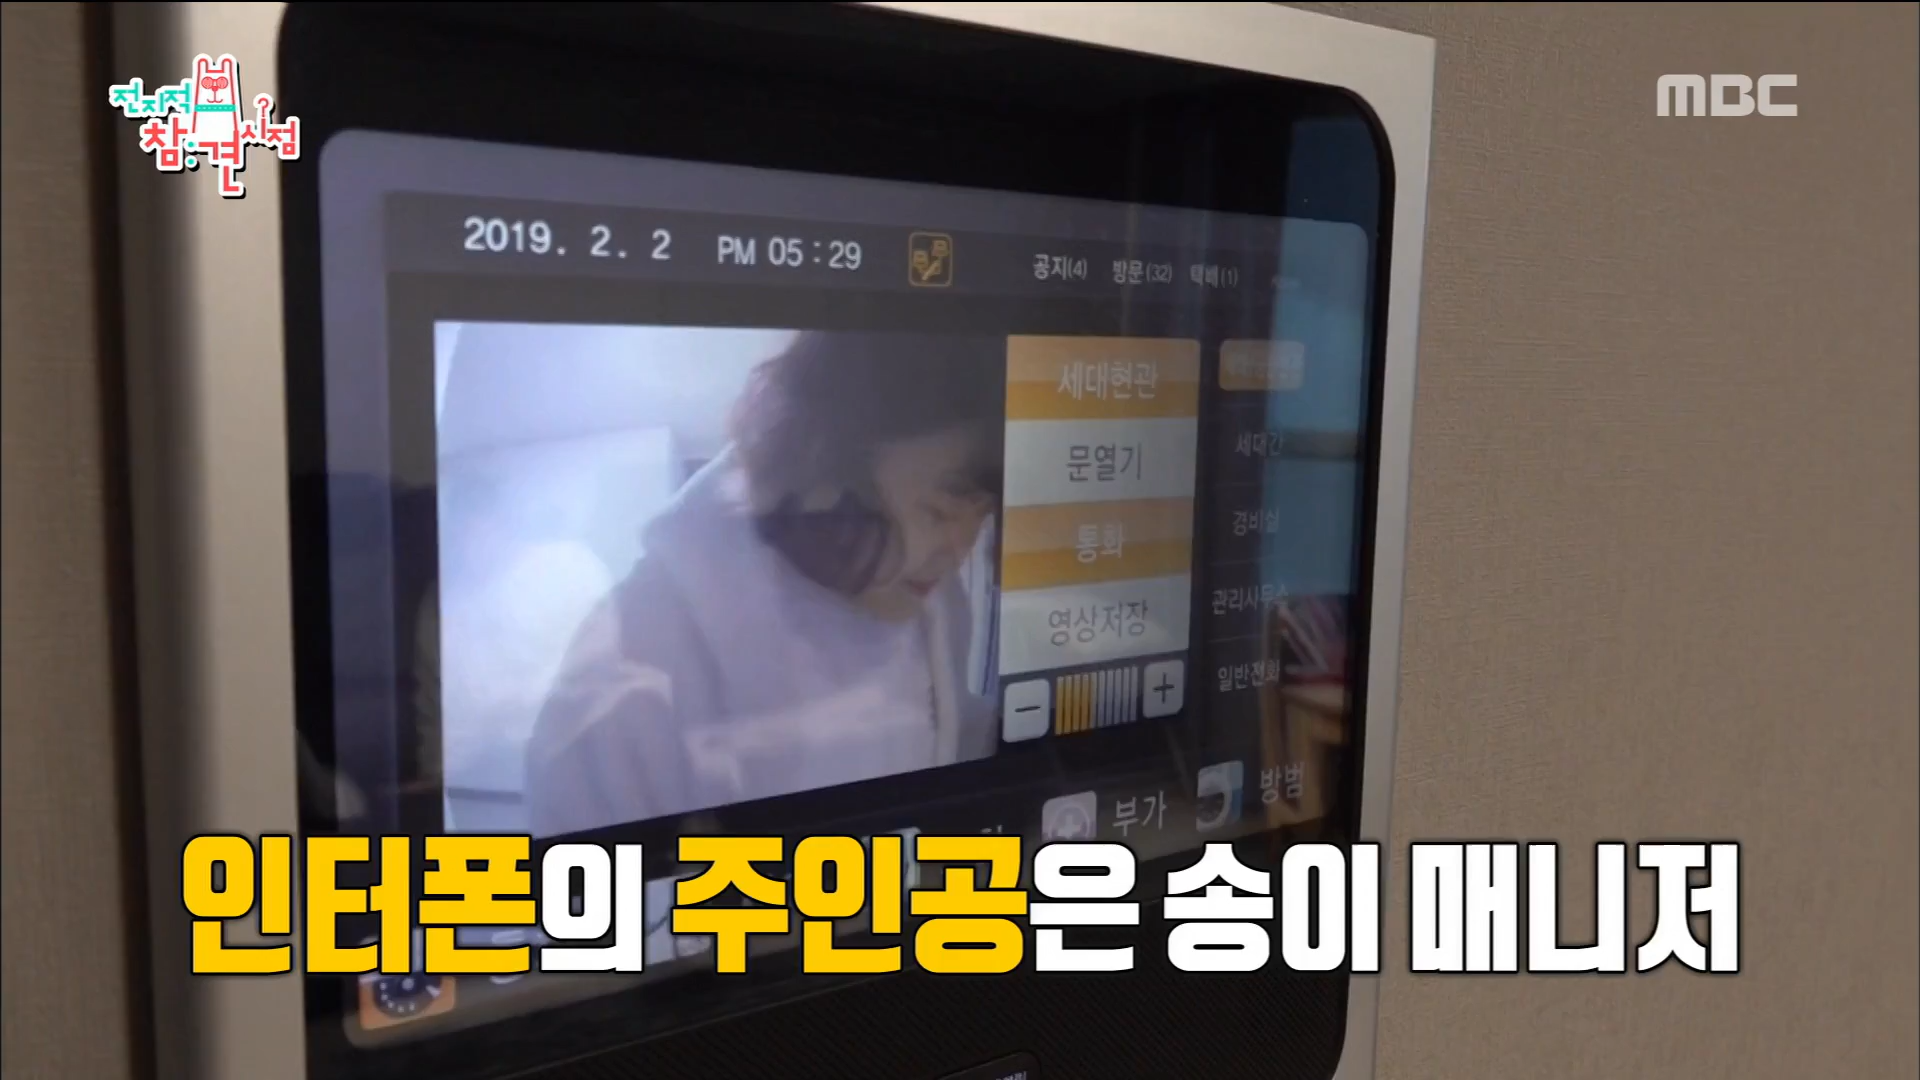 전지적
참견시점
MBC
2019. 2. 2 PM 05:29
공지(4) 방문(32) 택배(1)
세대현관
문열기
통화
영상저장
세대간
경비실
관리사무소
일반전화
부가
방범
인터폰의 주인공은 송이 매니저